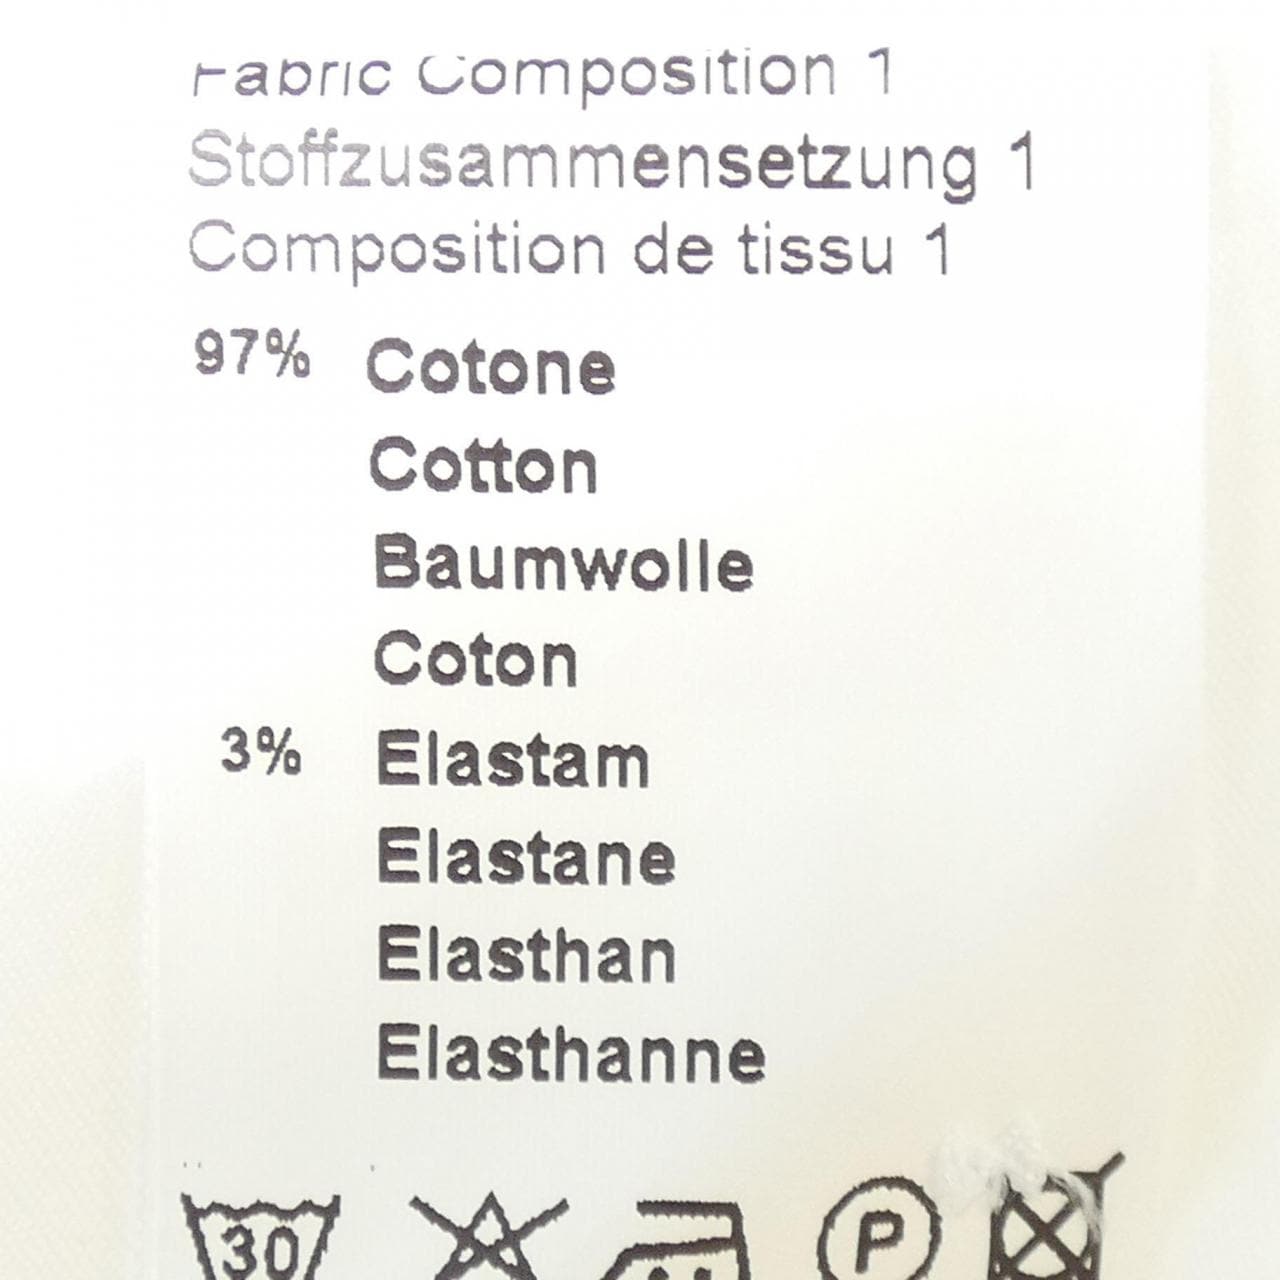 Fabric Composition 1
Stoffzusammensetzung 1
Composition de tissu 1
97% Cotone
Cotton
Baumwolle
Coton
3% Elastam
Elastane
Elasthan
Elasthanne
30 P